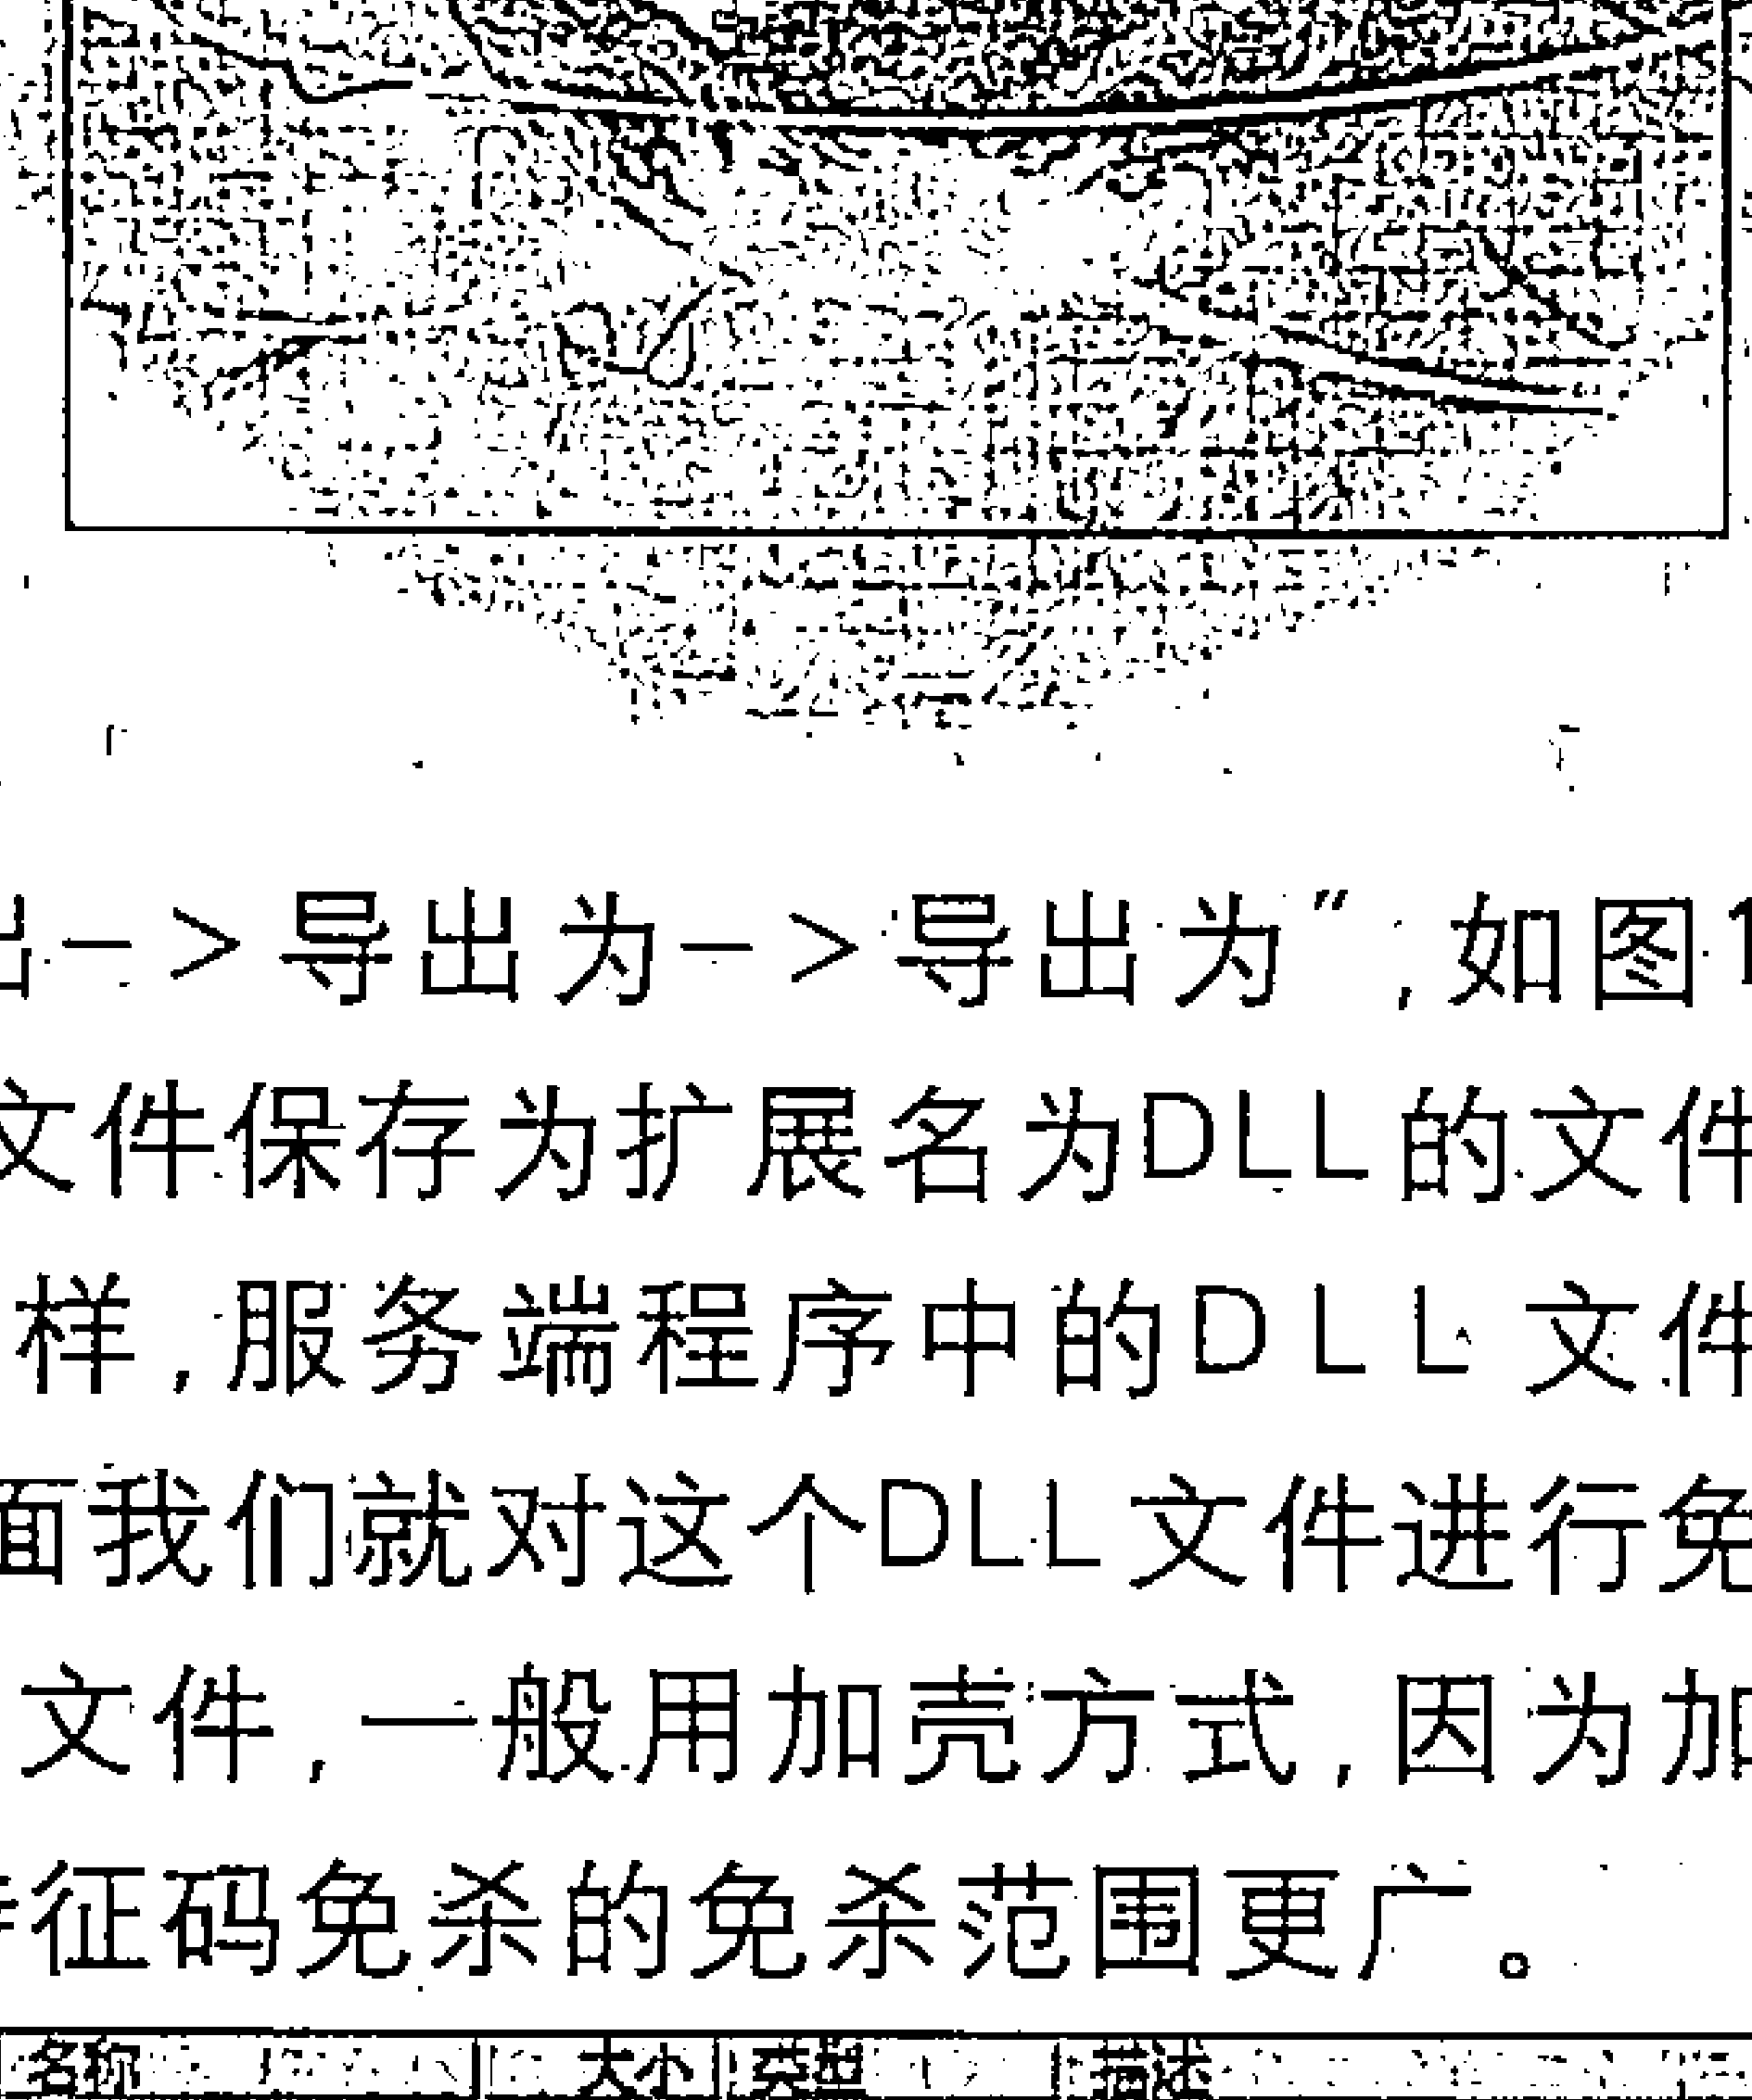 出->导出为->导出为”,如图1
文件保存为扩展名为DLL的文件
样,服务端程序中的DLL文件
面我们就对这个DLL文件进行免
文件,一般用加壳方式,因为加
征码免杀的免杀范围更广。
名称 大小 类型 描述